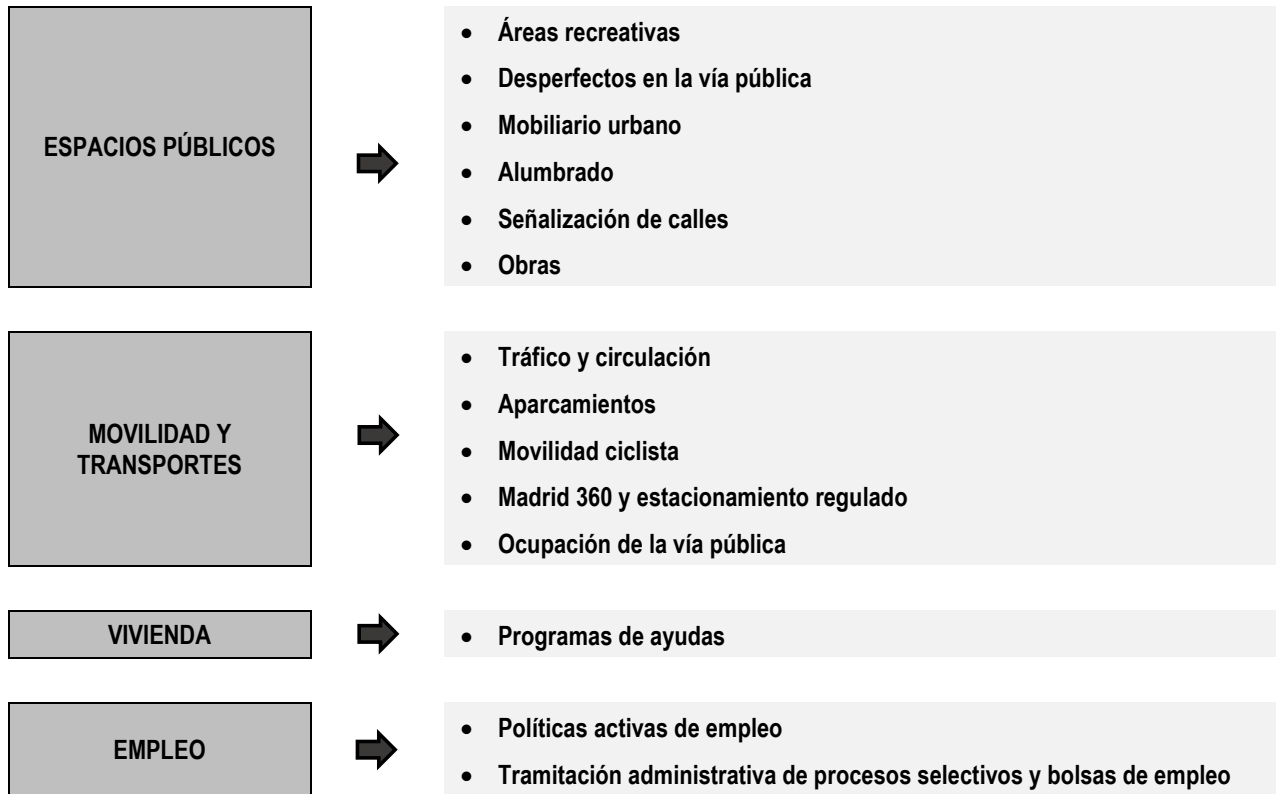 ESPACIOS PÚBLICOS
• Áreas recreativas
• Desperfectos en la vía pública
• Mobiliario urbano
• Alumbrado
• Señalización de calles
• Obras
MOVILIDAD Y
TRANSPORTES
• Tráfico y circulación
• Aparcamientos
• Movilidad ciclista
• Madrid 360 y estacionamiento regulado
• Ocupación de la vía pública
VIVIENDA
• Programas de ayudas
EMPLEO
• Políticas activas de empleo
• Tramitación administrativa de procesos selectivos y bolsas de empleo